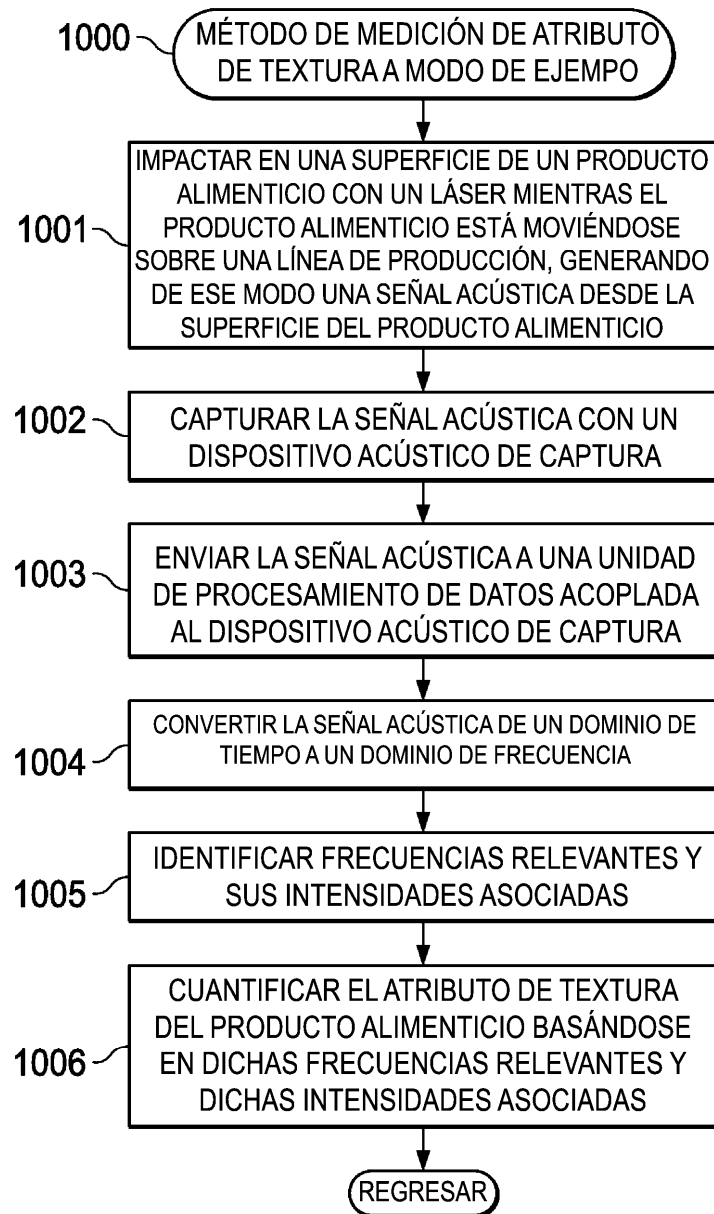 1000
MÉTODO DE MEDICIÓN DE ATRIBUTO
DE TEXTURA A MODO DE EJEMPO
1001
IMPACTAR EN UNA SUPERFICIE DE UN PRODUCTO
ALIMENTICIO CON UN LÁSER MIENTRAS EL
PRODUCTO ALIMENTICIO ESTÁ MOVIÉNDOSE
SOBRE UNA LÍNEA DE PRODUCCIÓN, GENERANDO
DE ESE MODO UNA SEÑAL ACÚSTICA DESDE LA
SUPERFICIE DEL PRODUCTO ALIMENTICIO
1002
CAPTURAR LA SEÑAL ACÚSTICA CON UN
DISPOSITIVO ACÚSTICO DE CAPTURA
1003
ENVIAR LA SEÑAL ACÚSTICA A UNA UNIDAD
DE PROCESAMIENTO DE DATOS ACOPLADA
AL DISPOSITIVO ACÚSTICO DE CAPTURA
1004
CONVERTIR LA SEÑAL ACÚSTICA DE UN DOMINIO DE
TIEMPO A UN DOMINIO DE FRECUENCIA
1005
IDENTIFICAR FRECUENCIAS RELEVANTES Y
SUS INTENSIDADES ASOCIADAS
1006
CUANTIFICAR EL ATRIBUTO DE TEXTURA
DEL PRODUCTO ALIMENTICIO BASÁNDOSE
EN DICHAS FRECUENCIAS RELEVANTES Y
DICHAS INTENSIDADES ASOCIADAS
REGRESAR